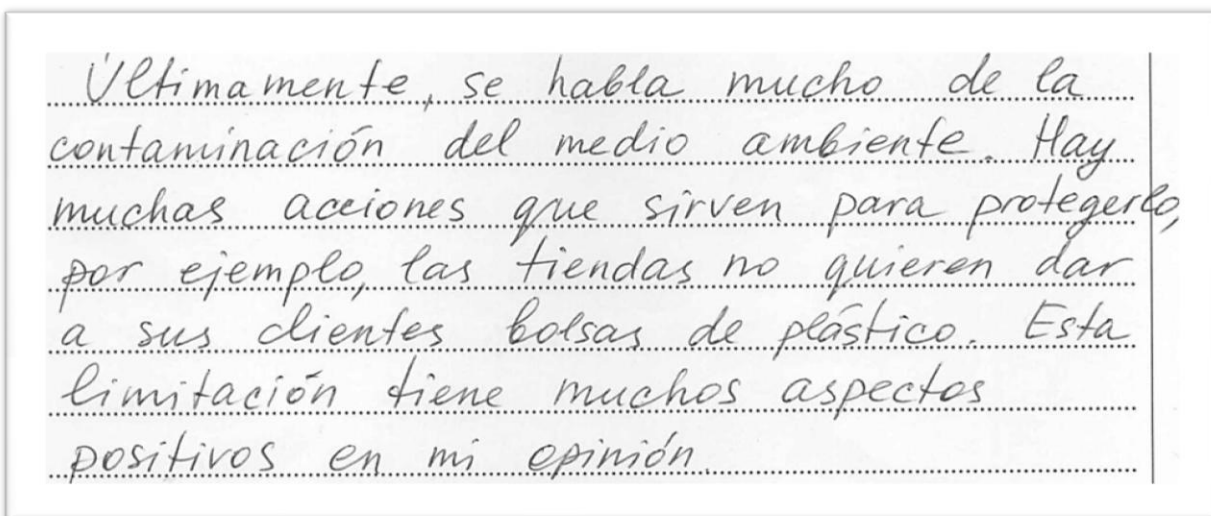 Últimamente, se habla mucho de la
contaminación del medio ambiente. Hay
muchas acciones que sirven para protegerlo,
por ejemplo, las tiendas no quieren dar
a sus clientes bolsas de plástico. Esta
limitación tiene muchos aspectos
positivos en mi opinión.